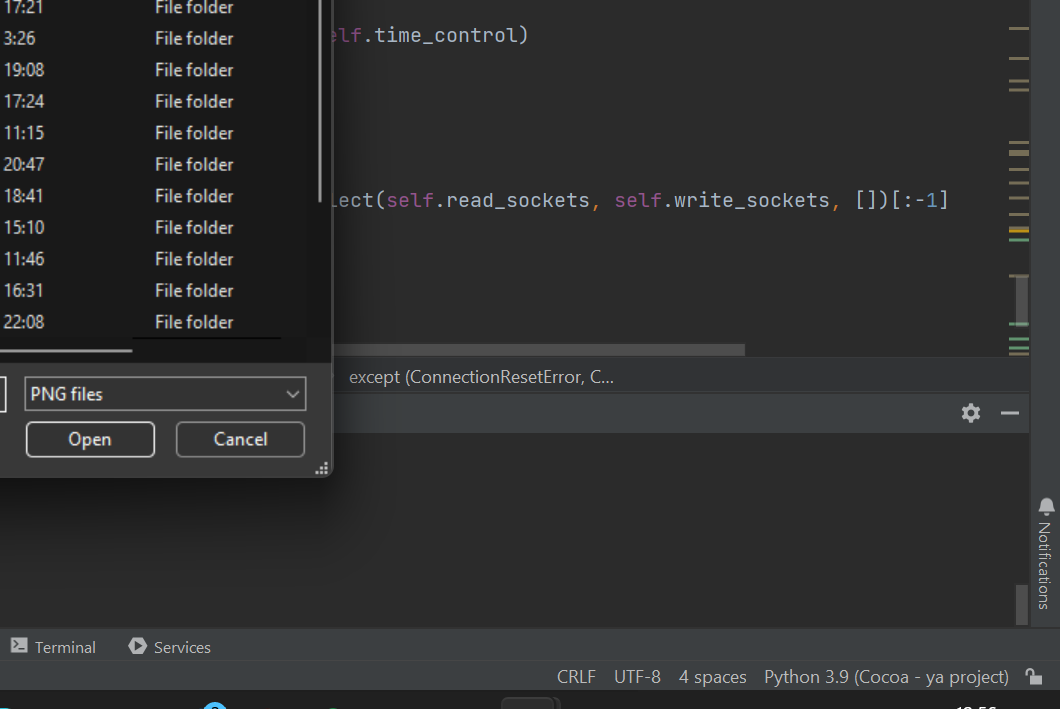 17:21 File folder
3:26 File folder
elf.time_control)
19:08 File folder
17:24 File folder
11:15 File folder
20:47 File folder
18:41 File folder
lect(self.read_sockets, self.write_sockets, [])[:-1]
15:10 File folder
11:46 File folder
16:31 File folder
22:08 File folder
except (ConnectionResetError, C...
PNG files
Open Cancel
Notifications
Terminal Services
CRLF UTF-8 4 spaces Python 3.9 (Cocoa - ya project)